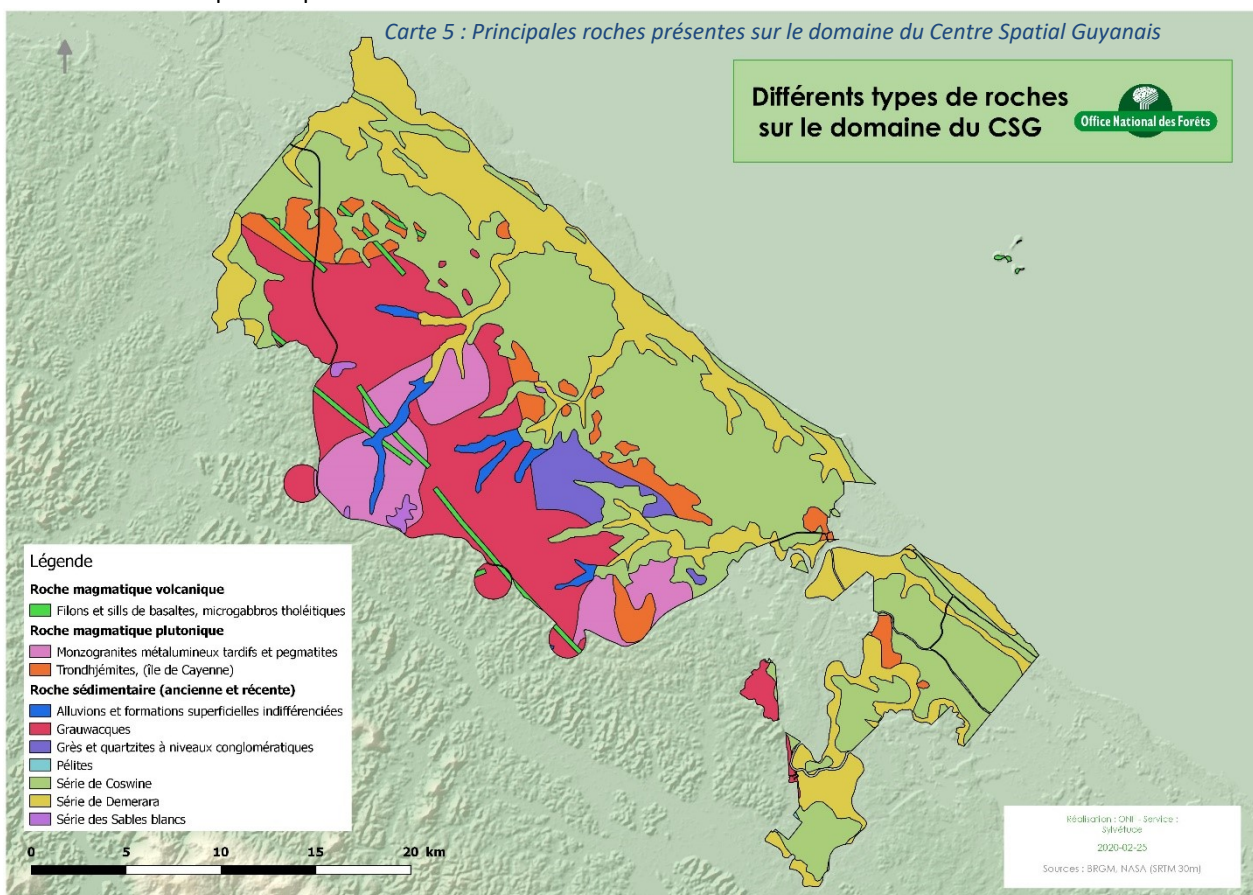 Carte 5 : Principales roches présentes sur le domaine du Centre Spatial Guyanais
Différents types de roches
sur le domaine du CSG
Office National des Forêts
Légende
Roche magmatique volcanique
Filons et sills de basaltes, microgabbros tholéitiques
Roche magmatique plutonique
Monzogranites métalumineux tardifs et pegmatites
Trondhjémites, (île de Cayenne)
Roche sédimentaire (ancienne et récente)
Alluvions et formations superficielles indifférenciées
Grauwacques
Grès et quartzites à niveaux conglomératiques
Pélites
Série de Coswine
Série de Demerara
Série des Sables blancs
0 5 10 15 20 km
Réalisation : ONF - Service :
Sylvétude
2020-02-25
Sources : BRGM, NASA (SRTM 30m)